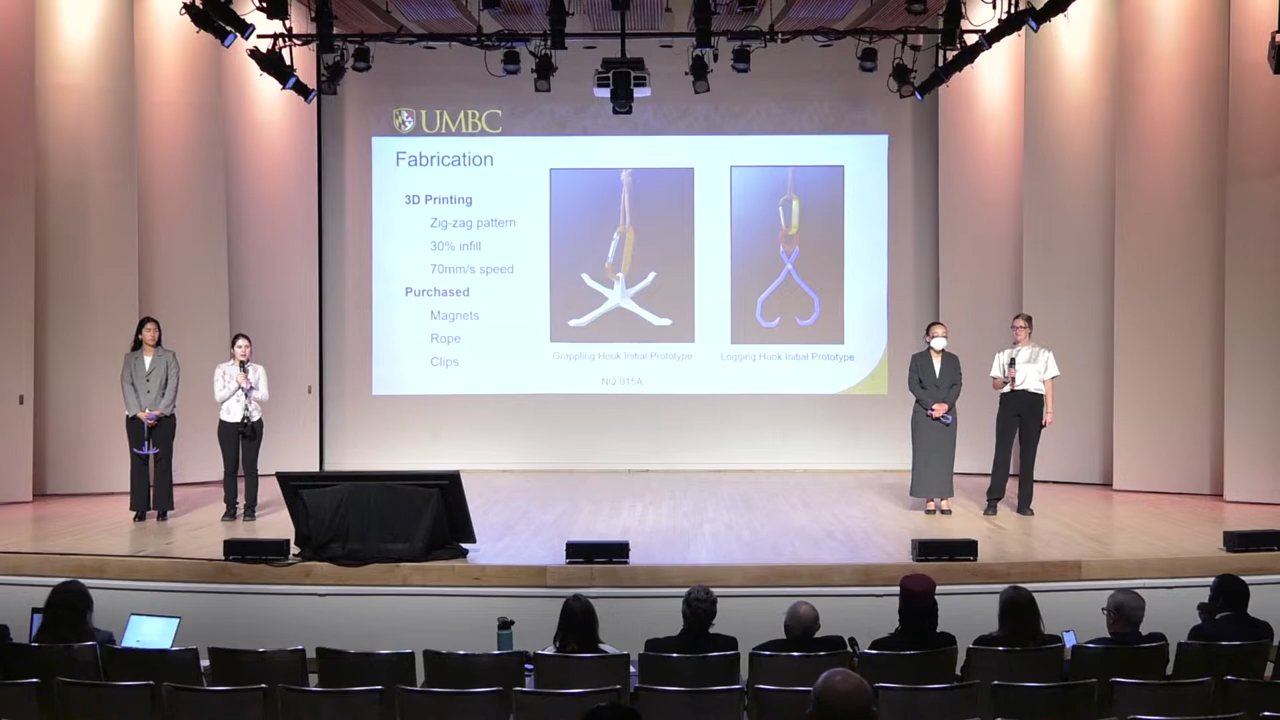 UMBC
Fabrication
3D Printing
Zig-zag pattern
30% infill
70mm/s speed
Purchased
Magnets
Rope
Clips
Grappling Hook Initial Prototype
Logging Hook Initial Prototype
NQ 015A